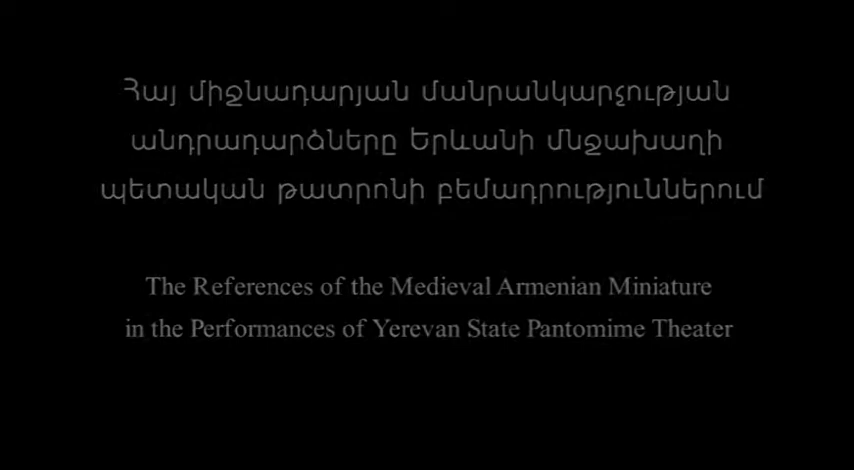 Հայ միջնադարյան մանրանկարչության
անդրադարձները Երևանի մնջախաղի
պետական թատրոնի բեմադրություններում
The References of the Medieval Armenian Miniature
in the Performances of Yerevan State Pantomime Theater